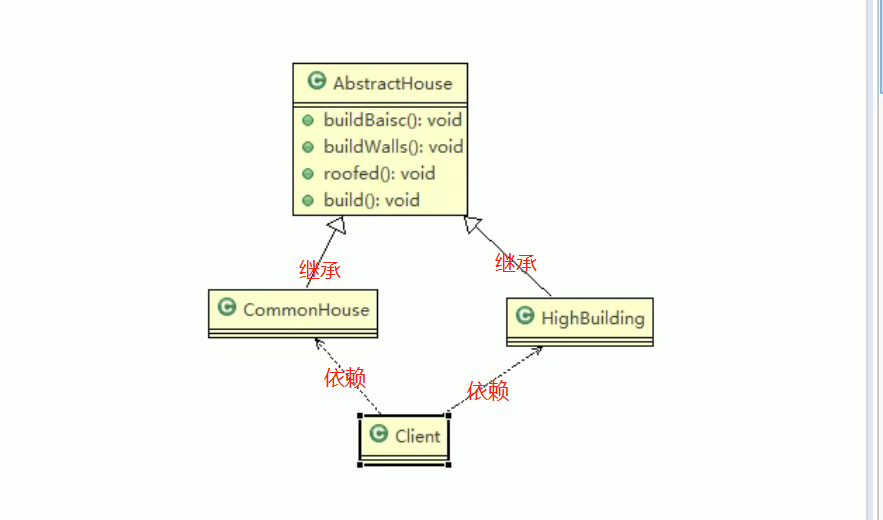 AbstractHouse
buildBaisc(): void
buildWalls(): void
roofed(): void
build(): void
继承
继承
CommonHouse
HighBuilding
依赖
依赖
Client